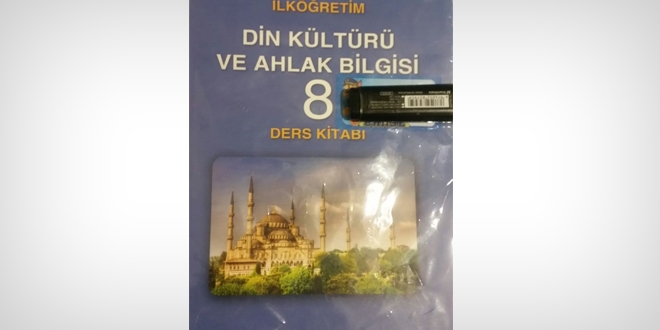 İLKÖĞRETİM
DİN KÜLTÜRÜ
VE AHLAK BİLGİSİ
8
DERS KİTABI